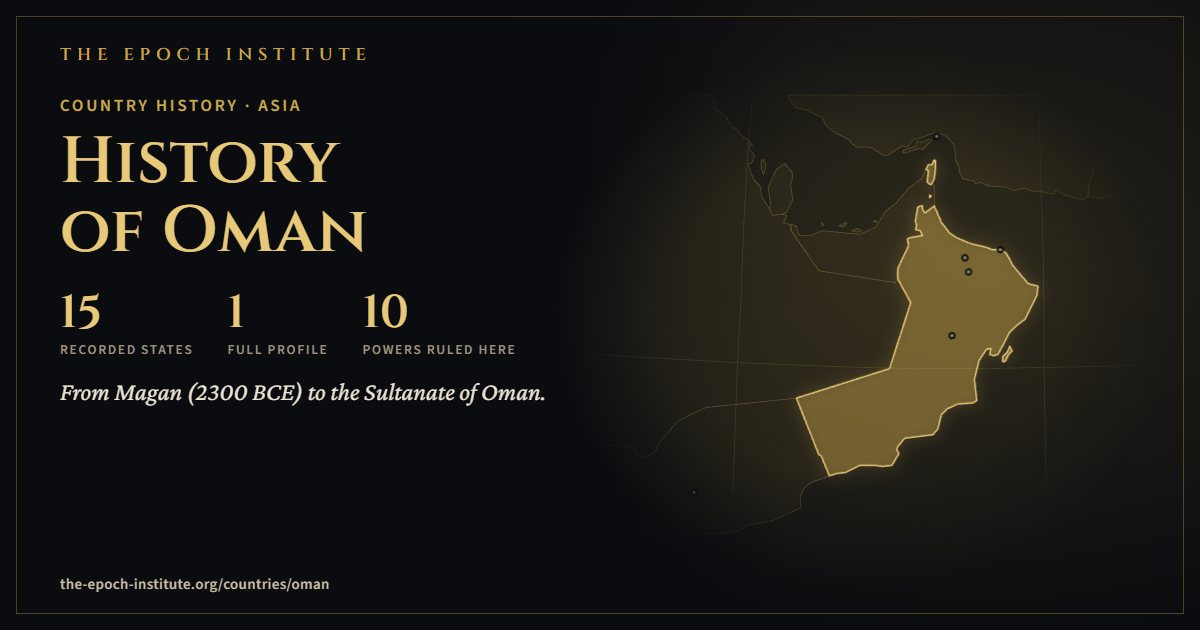 THE EPOCH INSTITUTE
COUNTRY HISTORY · ASIA
HISTORY
OF OMAN
15
1
10
RECORDED STATES
FULL PROFILE
POWERS RULED HERE
From Magan (2300 BCE) to the Sultanate of Oman.
the-epoch-institute.org/countries/oman